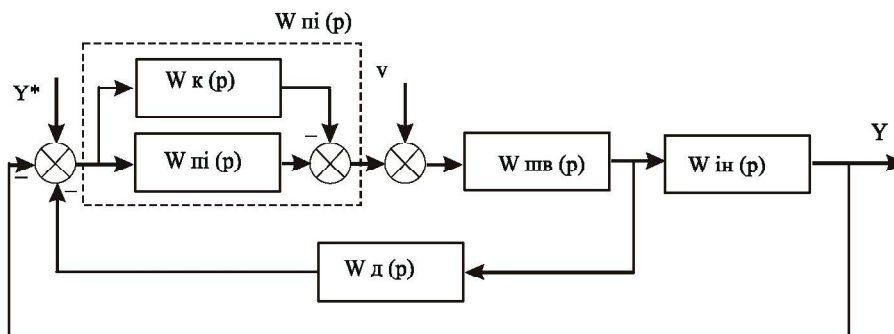 W пі (р)
W к (р)
v
Y*
Y
W пі (р)
W шв (р)
W ін (р)
W д (р)